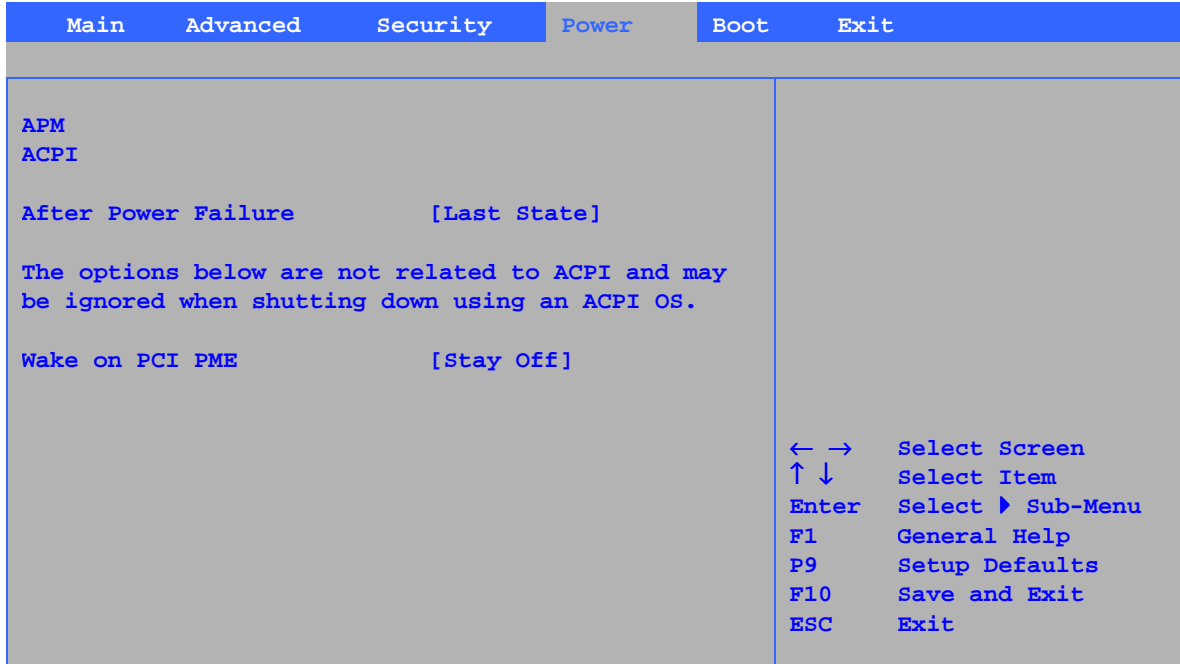 Main Advanced Security Power Boot Exit
APM
ACPI
After Power Failure [Last State]
The options below are not related to ACPI and may
be ignored when shutting down using an ACPI OS.
Wake on PCI PME [Stay Off]
← → Select Screen
↑ ↓ Select Item
Enter Select ▶ Sub-Menu
F1 General Help
P9 Setup Defaults
F10 Save and Exit
ESC Exit